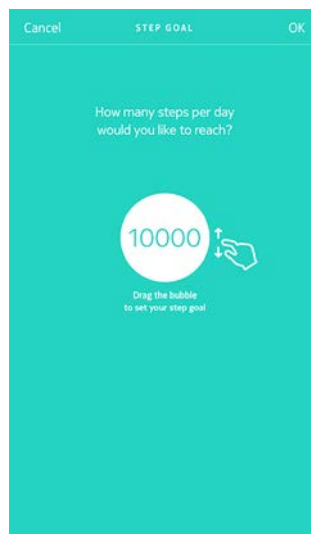 Cancel STEP GOAL OK
How many steps per day
would you like to reach?
10000
Drag the bubble
to set your step goal